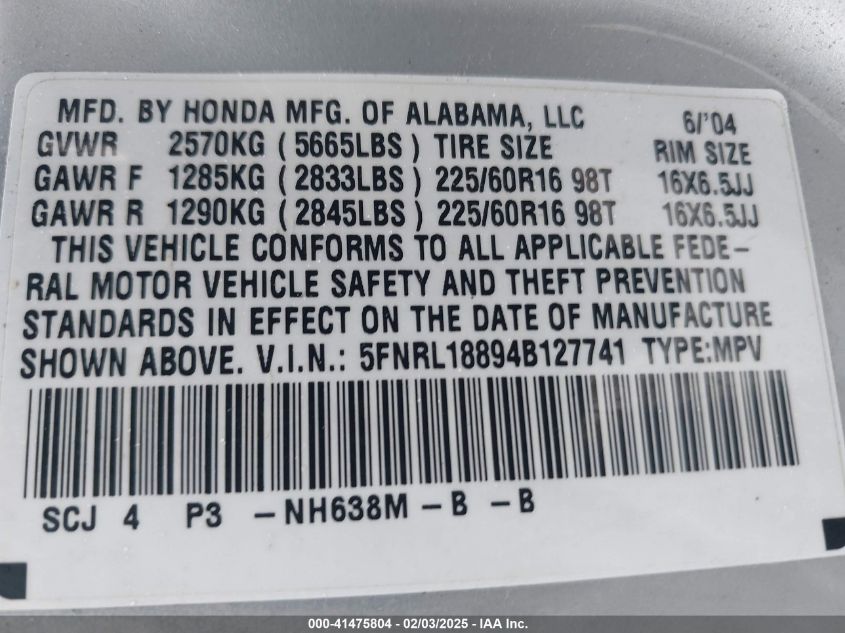 MFD. BY HONDA MFG. OF ALABAMA, LLC 6/'04
GVWR 2570KG ( 5665LBS ) TIRE SIZE RIM SIZE
GAWR F 1285KG ( 2833LBS ) 225/60R16 98T 16X6.5JJ
GAWR R 1290KG ( 2845LBS ) 225/60R16 98T 16X6.5JJ
THIS VEHICLE CONFORMS TO ALL APPLICABLE FEDE-
RAL MOTOR VEHICLE SAFETY AND THEFT PREVENTION
STANDARDS IN EFFECT ON THE DATE OF MANUFACTURE
SHOWN ABOVE. V.I.N.: 5FNRL18894B127741 TYPE:MPV
SCJ 4 P3 -NH638M - B - B
000-41475804 - 02/03/2025 - IAA Inc.